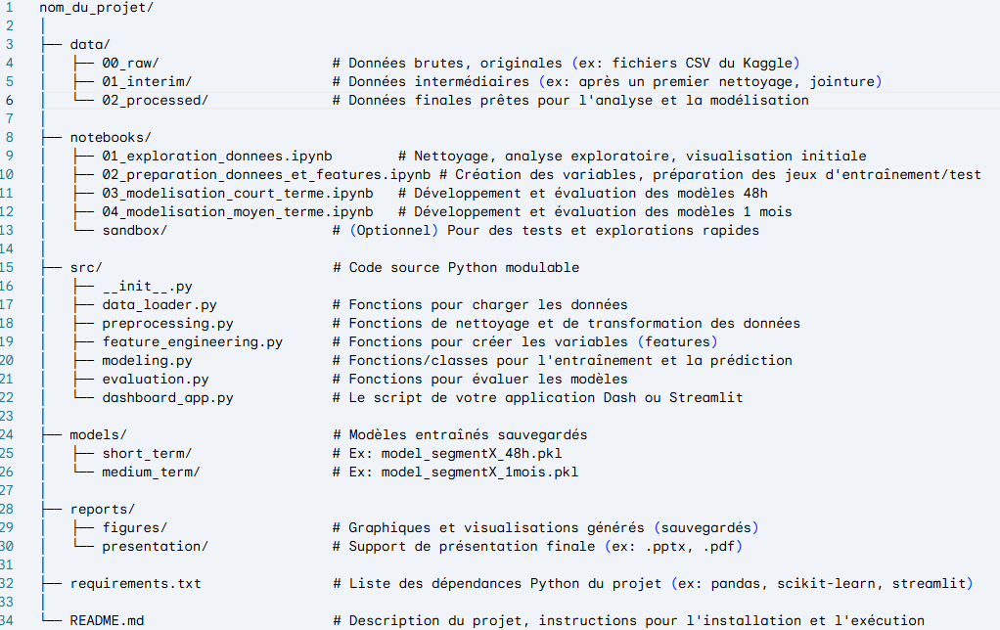 1 nom_du_projet/
2 │
3 ├── data/
4 │   ├── 00_raw/                     # Données brutes, originales (ex: fichiers CSV du Kaggle)
5 │   ├── 01_interim/                 # Données intermédiaires (ex: après un premier nettoyage, jointure)
6 │   └── 02_processed/               # Données finales prêtes pour l'analyse et la modélisation
7 │
8 ├── notebooks/
9 │   ├── 01_exploration_donnees.ipynb        # Nettoyage, analyse exploratoire, visualisation initiale
10 │   ├── 02_preparation_donnees_et_features.ipynb # Création des variables, préparation des jeux d'entraînement/test
11 │   ├── 03_modelisation_court_terme.ipynb   # Développement et évaluation des modèles 48h
12 │   ├── 04_modelisation_moyen_terme.ipynb   # Développement et évaluation des modèles 1 mois
13 │   └── sandbox/                    # (Optionnel) Pour des tests et explorations rapides
14 │
15 ├── src/                            # Code source Python modulable
16 │   ├── __init__.py
17 │   ├── data_loader.py              # Fonctions pour charger les données
18 │   ├── preprocessing.py            # Fonctions de nettoyage et de transformation des données
19 │   ├── feature_engineering.py      # Fonctions pour créer les variables (features)
20 │   ├── modeling.py                 # Fonctions/classes pour l'entraînement et la prédiction
21 │   ├── evaluation.py               # Fonctions pour évaluer les modèles
22 │   └── dashboard_app.py            # Le script de votre application Dash ou Streamlit
23 │
24 ├── models/                         # Modèles entraînés sauvegardés
25 │   ├── short_term/                 # Ex: model_segmentX_48h.pkl
26 │   └── medium_term/                # Ex: model_segmentX_1mois.pkl
27 │
28 ├── reports/
29 │   ├── figures/                    # Graphiques et visualisations générés (sauvegardés)
30 │   └── presentation/               # Support de présentation finale (ex: .pptx, .pdf)
31 │
32 ├── requirements.txt                # Liste des dépendances Python du projet (ex: pandas, scikit-learn, streamlit)
33 │
34 └── README.md                       # Description du projet, instructions pour l'installation et l'exécution